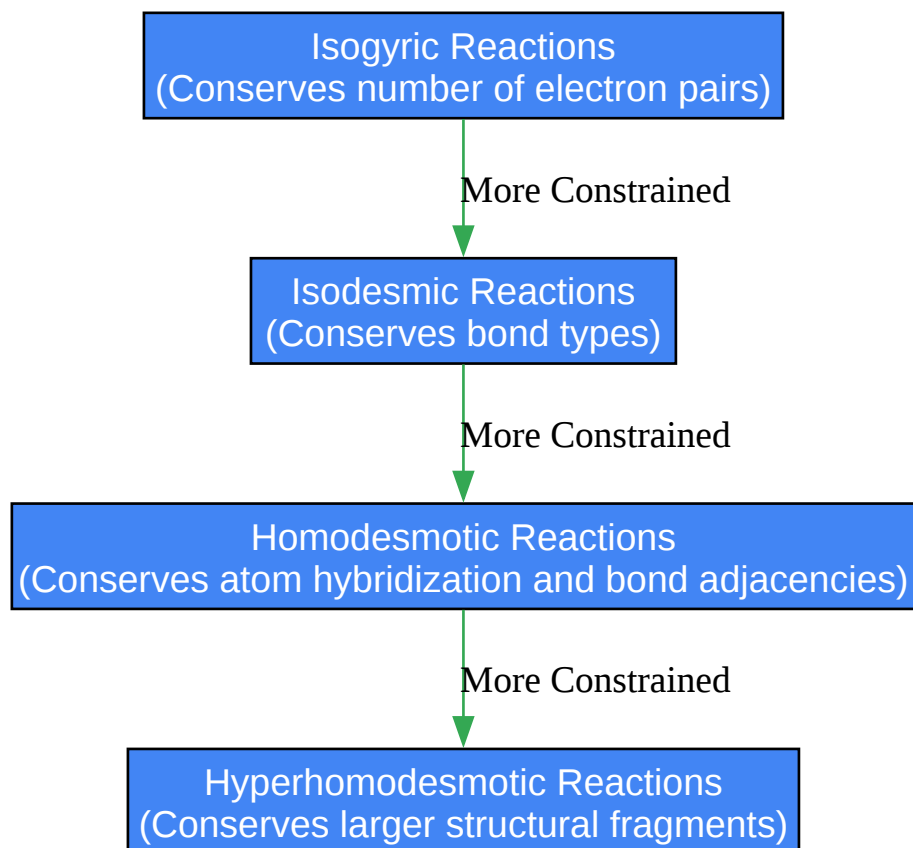 Isogyric Reactions
(Conserves number of electron pairs)
More Constrained
Isodesmic Reactions
(Conserves bond types)
More Constrained
Homodesmotic Reactions
(Conserves atom hybridization and bond adjacencies)
More Constrained
Hyperhomodesmotic Reactions
(Conserves larger structural fragments)